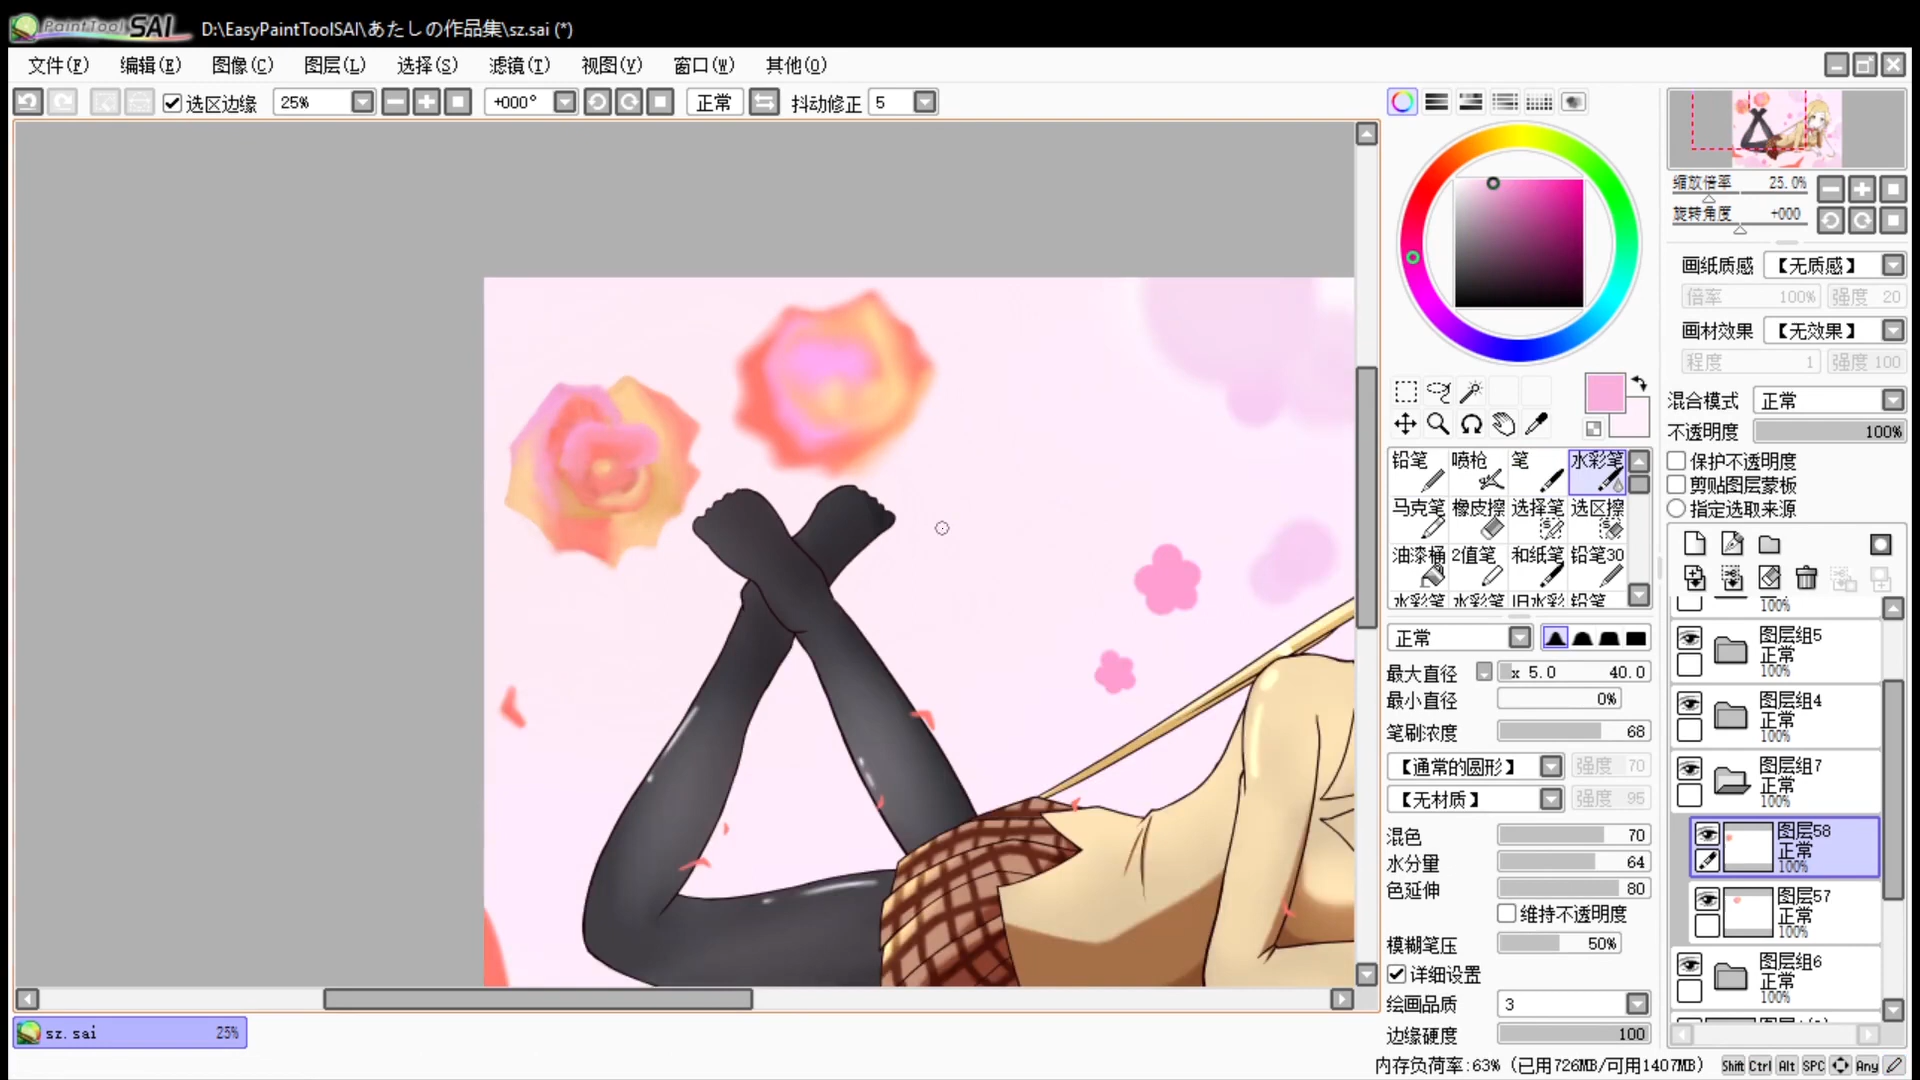 PaintTool SAI D:\EasyPaintToolSAI\あたしの作品集\sz.sai (*)
文件(F) 编辑(E) 图像(C) 图层(L) 选择(S) 滤镜(T) 视图(V) 窗口(W) 其他(O)
选区边缘 25% +000° 正常 抖动修正 5
缩放倍率 25.0%
旋转角度 +000
画纸质感 【无质感】
倍率 100% 强度 20
画材效果 【无效果】
程度 1 强度 100
混合模式 正常
不透明度 100%
保护不透明度
剪贴图层蒙板
指定选取来源
铅笔 喷枪 笔 水彩笔
马克笔 橡皮擦 选择笔 选区擦
油漆桶 2值笔 和纸笔 铅笔30
水彩笔 水彩笔 旧水彩 铅笔
正常
最大直径 x 5.0 40.0
最小直径 0%
笔刷浓度 68
【通常的圆形】 强度 70
【无材质】 强度 95
混色 70
水分量 64
色延伸 80
维持不透明度
模糊笔压 50%
详细设置
绘画品质 3
边缘硬度 100
100%
图层组5
正常
100%
图层组4
正常
100%
图层组7
正常
100%
图层58
正常
100%
图层57
正常
100%
图层组6
正常
100%
sz.sai 25%
内存负荷率:63% (已用726MB/可用1407MB) Shift Ctrl Alt SPC Any